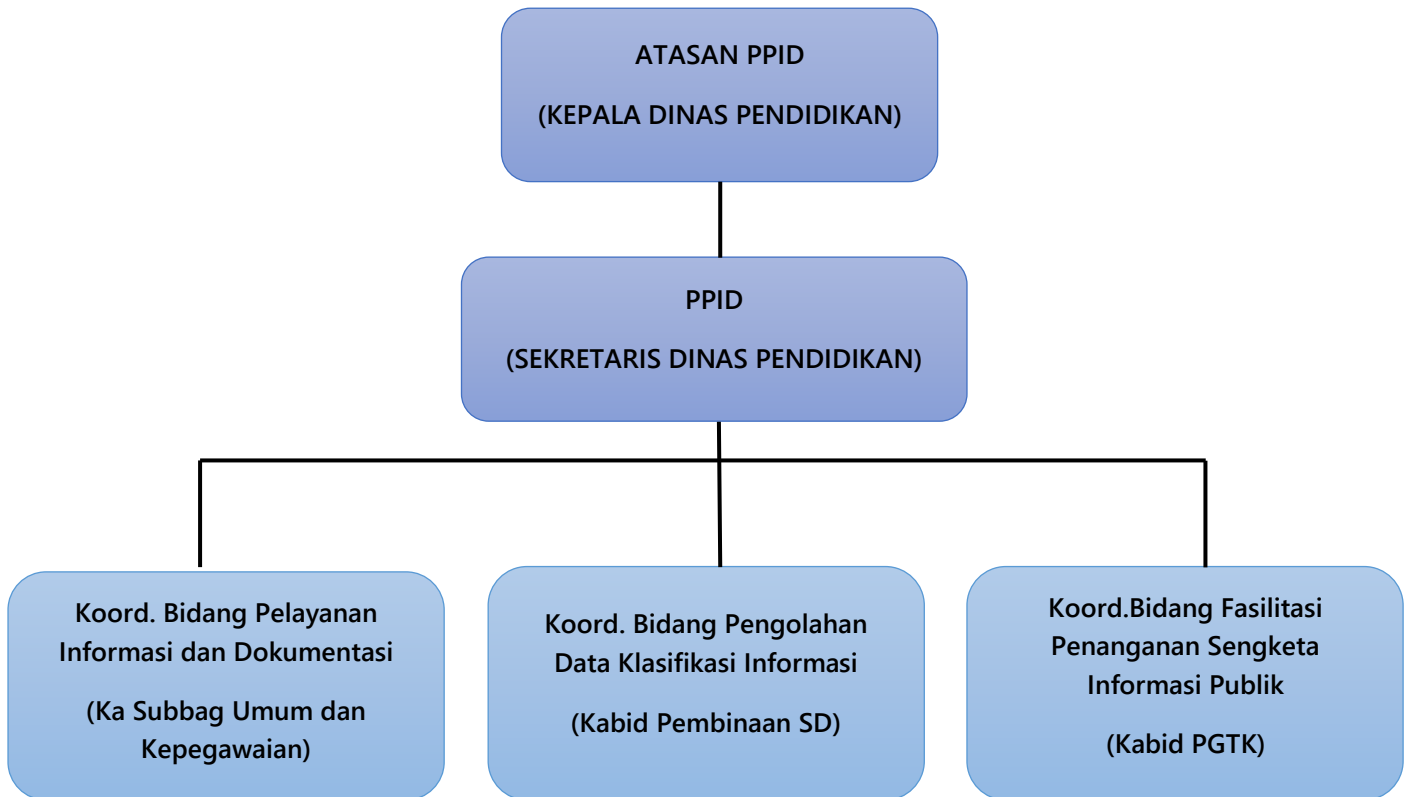 ATASAN PPID
(KEPALA DINAS PENDIDIKAN)
PPID
(SEKRETARIS DINAS PENDIDIKAN)
Koord. Bidang Pelayanan
Informasi dan Dokumentasi
(Ka Subbag Umum dan
Kepegawaian)
Koord. Bidang Pengolahan
Data Klasifikasi Informasi
(Kabid Pembinaan SD)
Koord.Bidang Fasilitasi
Penanganan Sengketa
Informasi Publik
(Kabid PGTK)